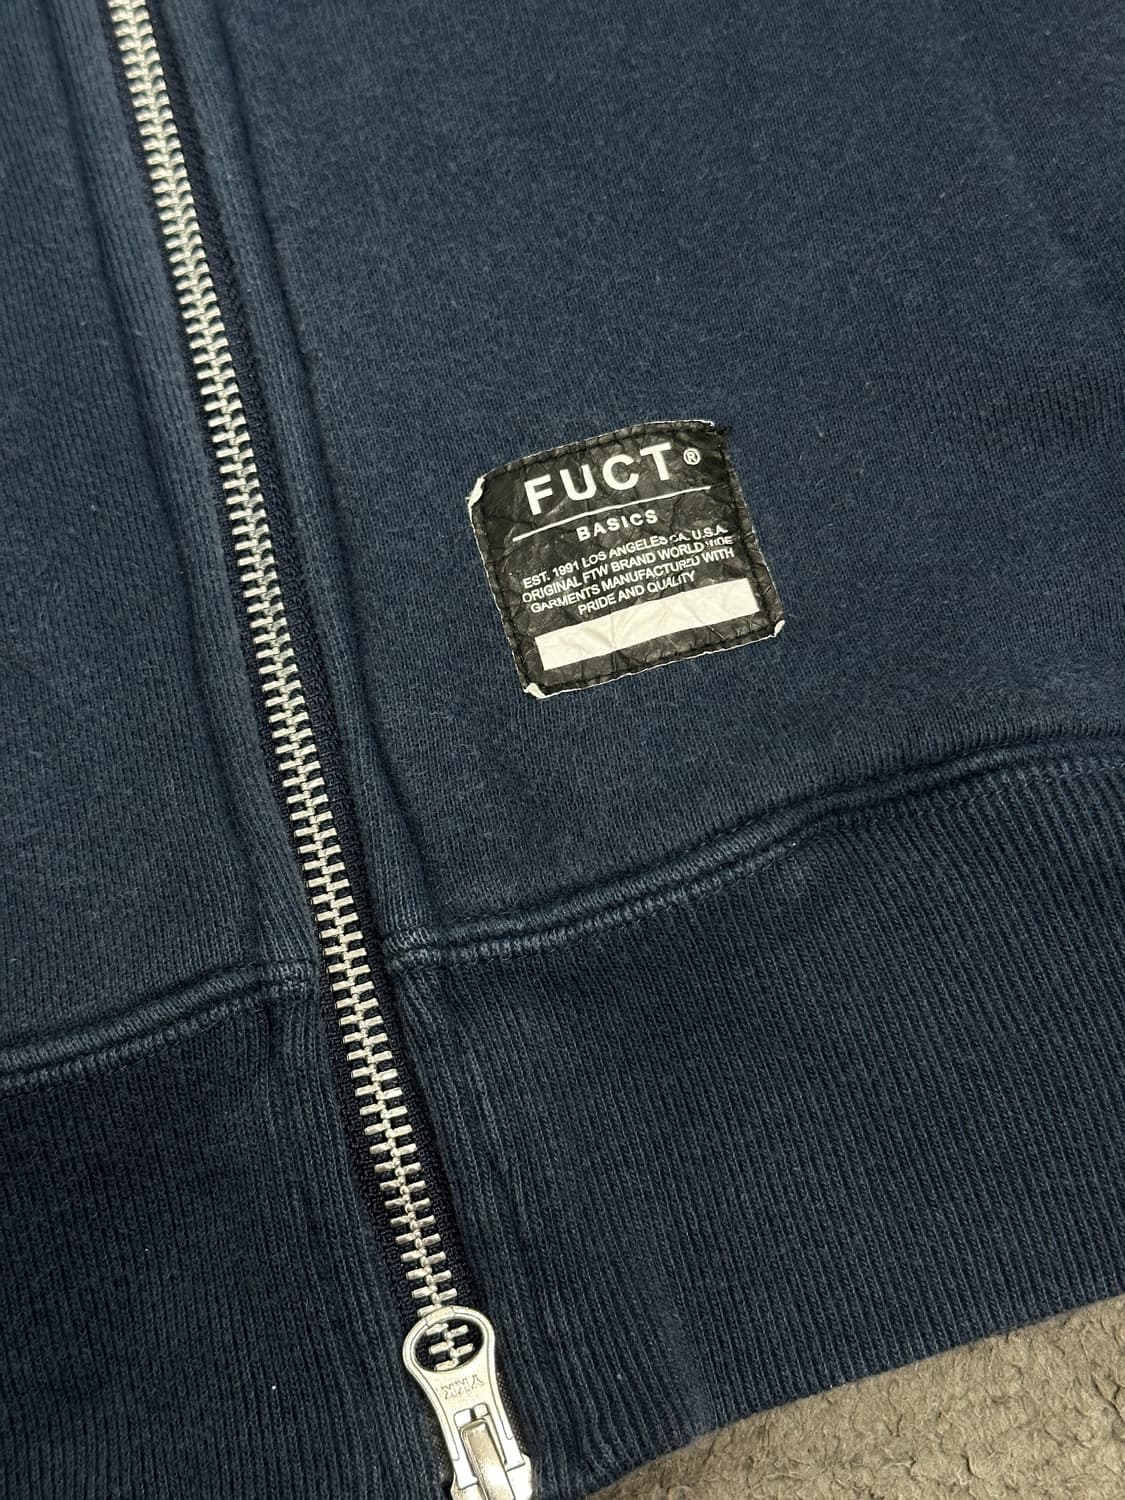 FUCT®
BASICS
EST. 1991 LOS ANGELES CA. U.S.A.
ORIGINAL FTW BRAND WORLD WIDE
GARMENTS MANUFACTURED WITH
PRIDE AND QUALITY